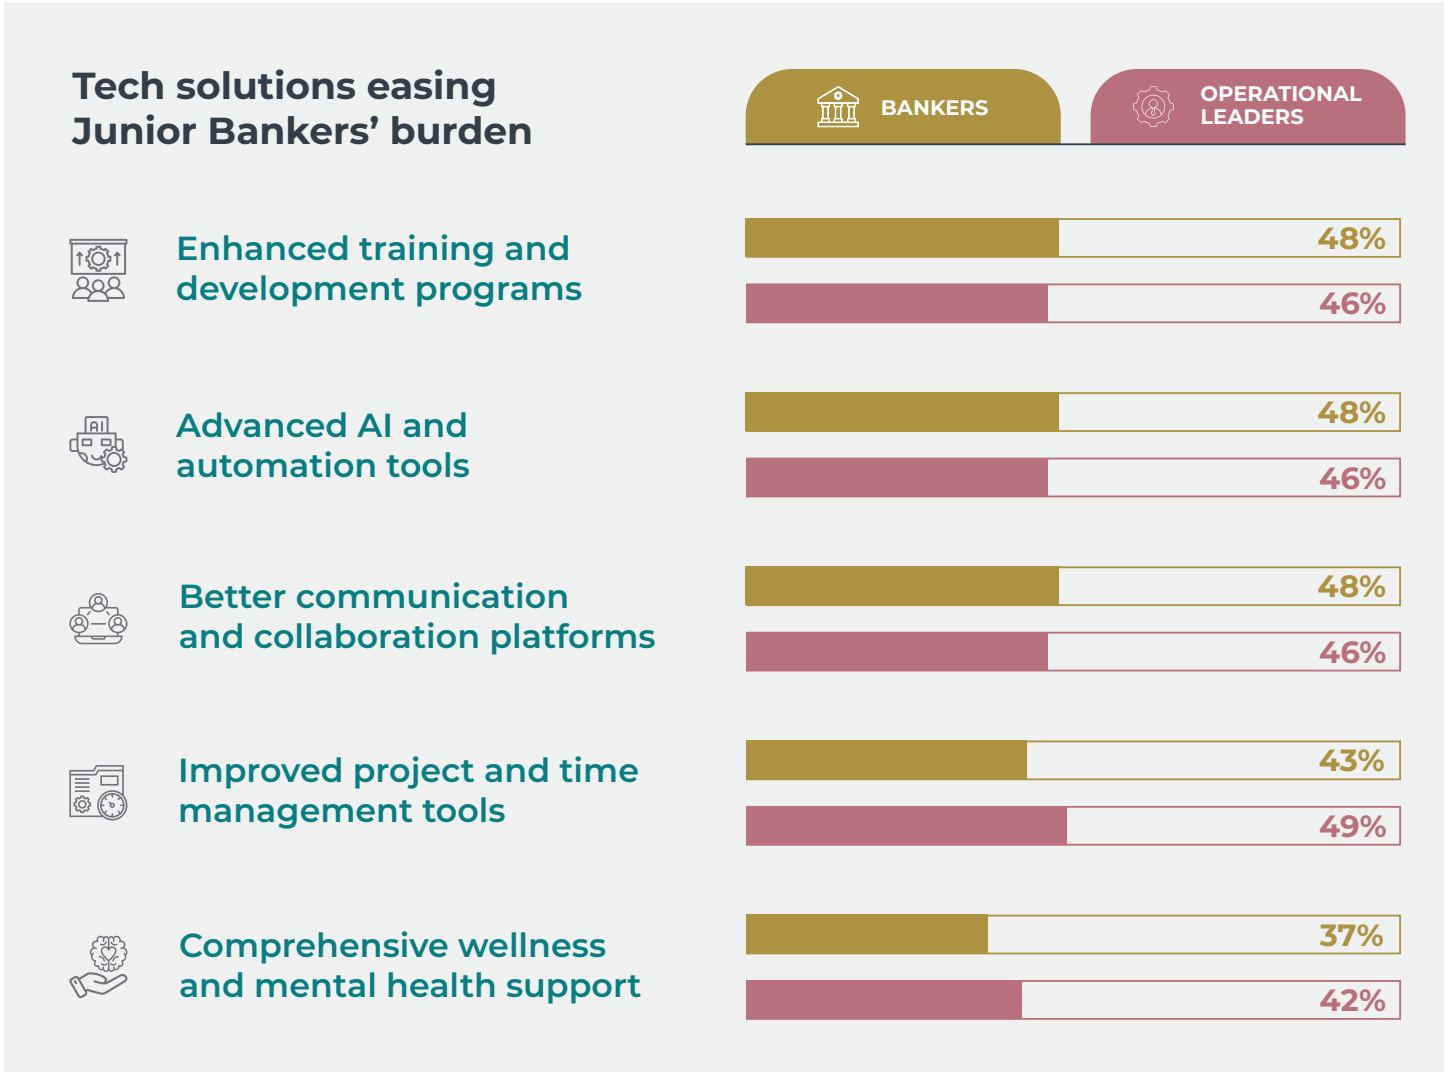 Tech solutions easing
Junior Bankers’ burden
BANKERS
OPERATIONAL
LEADERS
Enhanced training and
development programs
48%
46%
AI
Advanced AI and
automation tools
48%
46%
Better communication
and collaboration platforms
48%
46%
Improved project and time
management tools
43%
49%
Comprehensive wellness
and mental health support
37%
42%